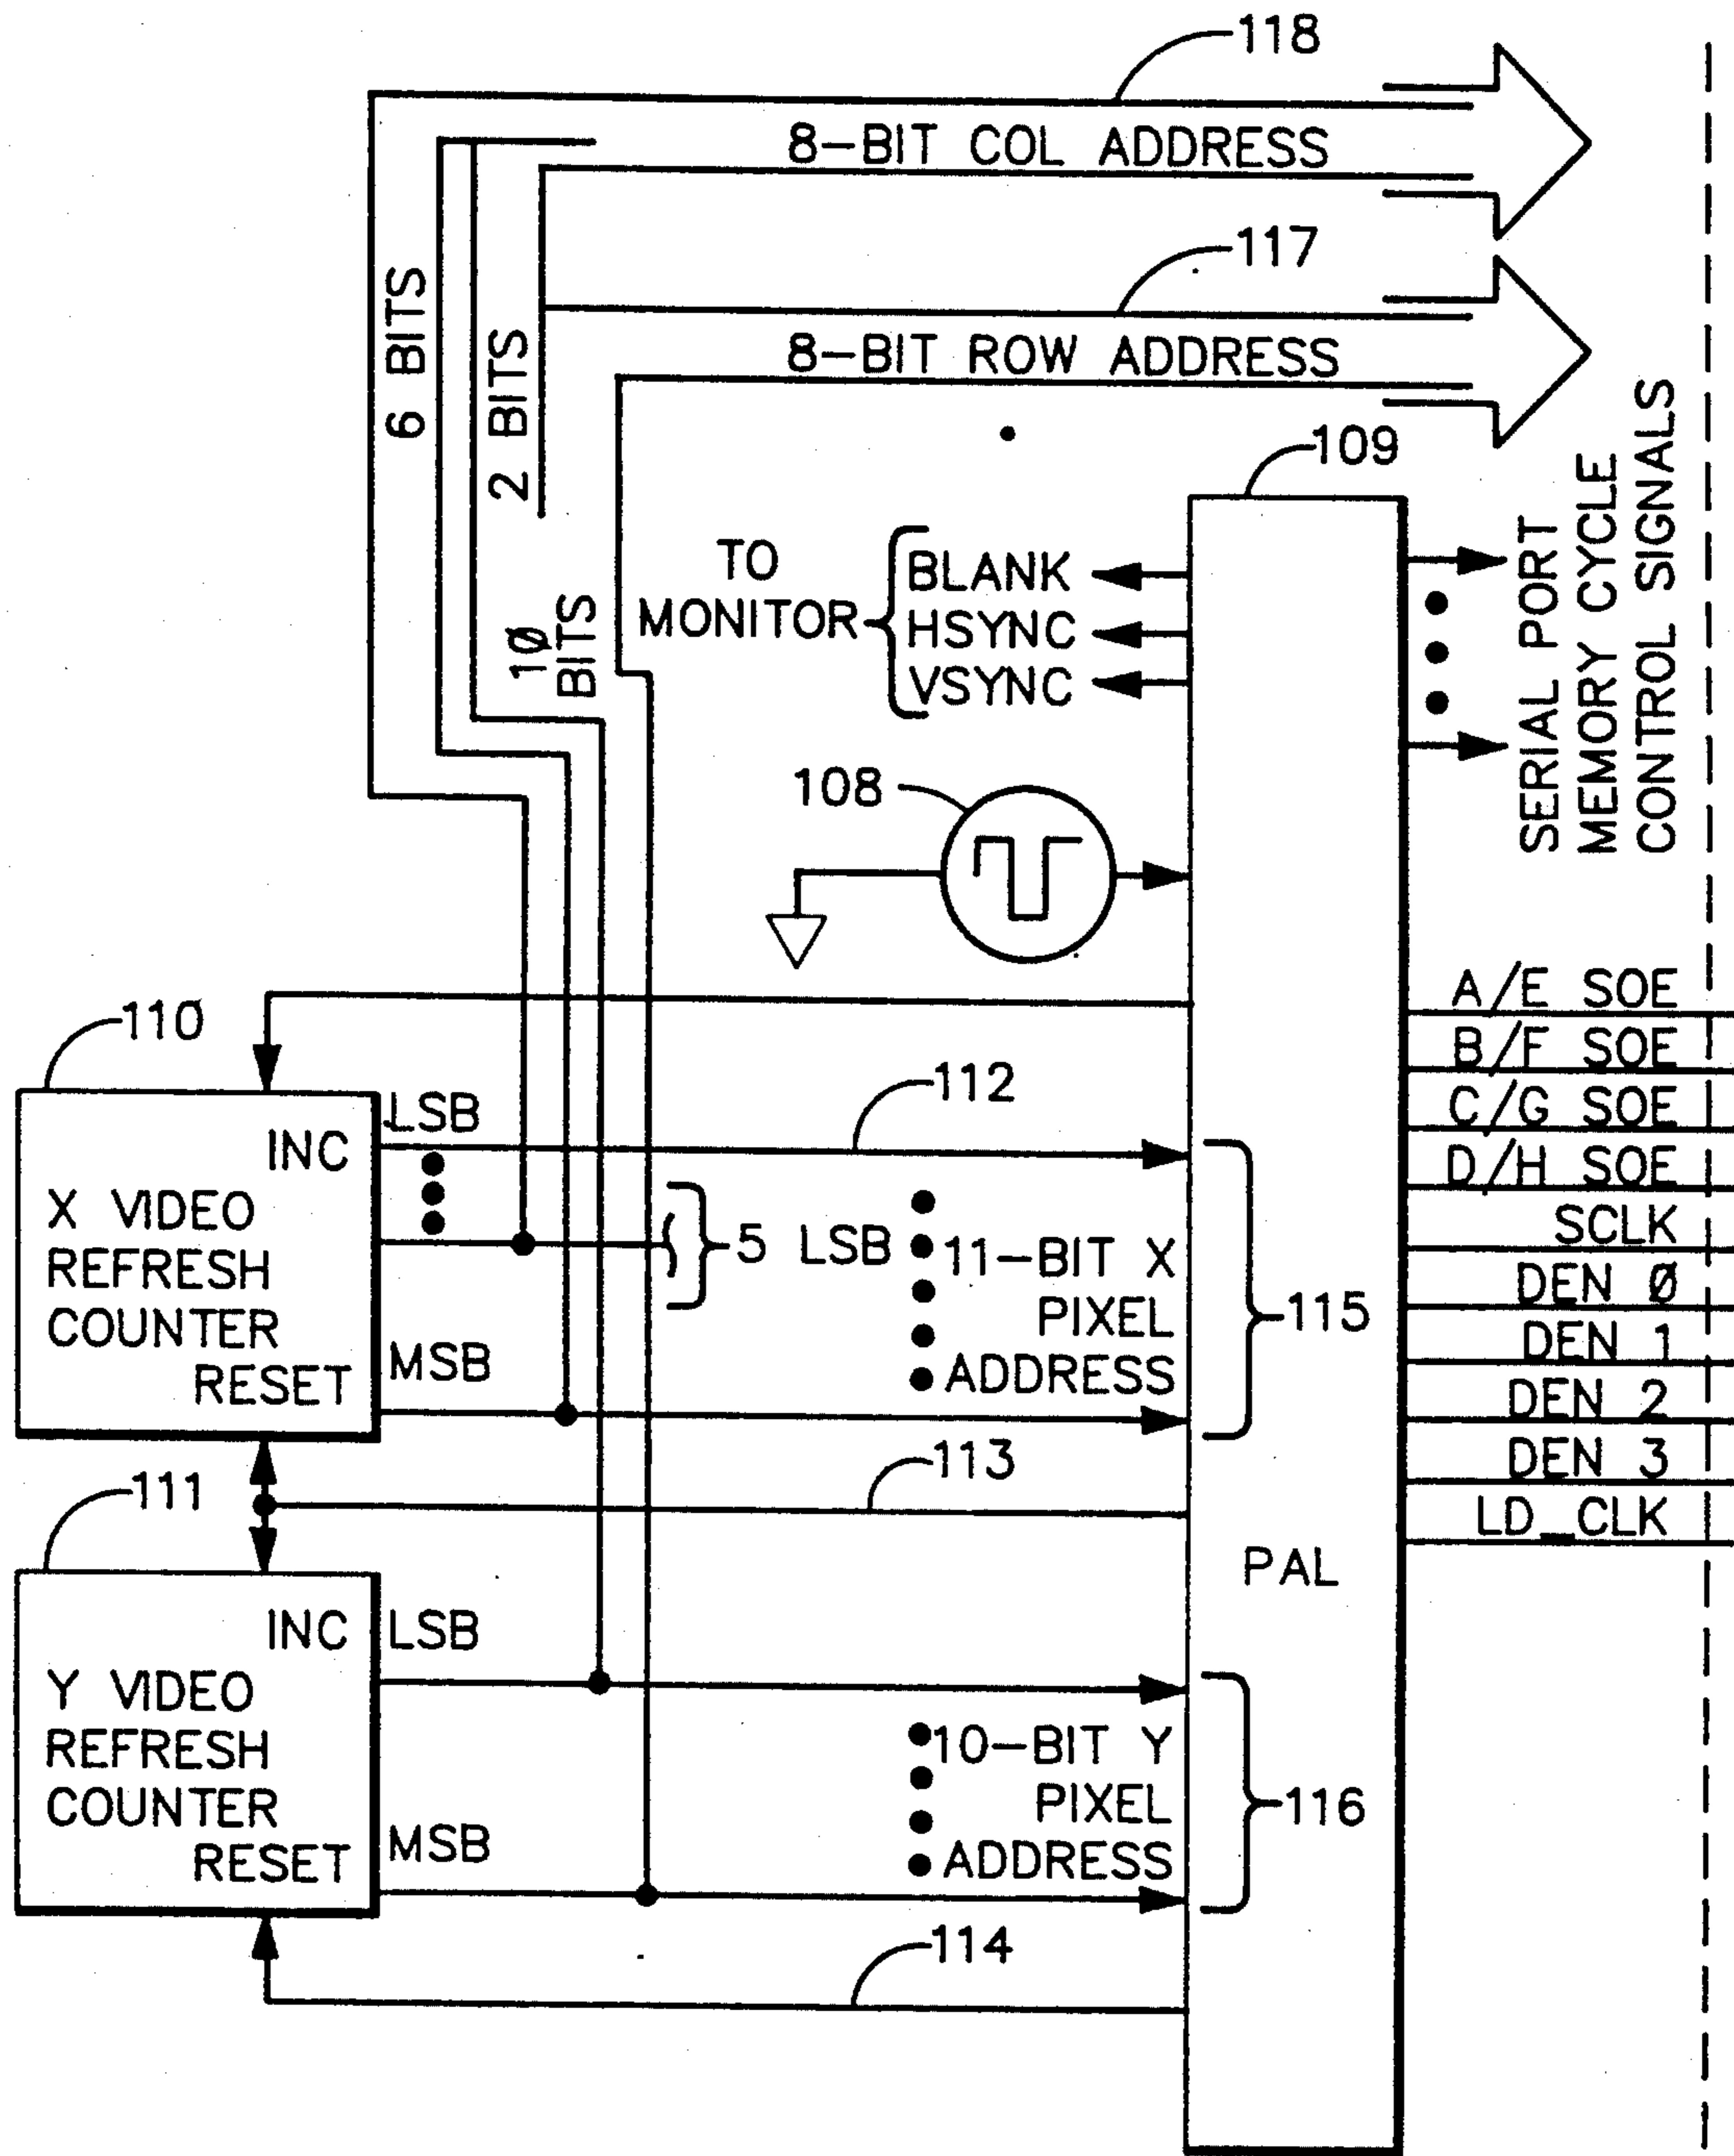 118
8-BIT COL ADDRESS
117
8-BIT ROW ADDRESS
6 BITS
2 BITS
1Ø
BITS
109
TO
MONITOR
BLANK
HSYNC
VSYNC
SERIAL PORT
MEMORY CYCLE
CONTROL SIGNALS
108
110
INC
X VIDEO
REFRESH
COUNTER
RESET
LSB
MSB
112
5 LSB
11-BIT X
PIXEL
ADDRESS
115
A/E SOE
B/F SOE
C/G SOE
D/H SOE
SCLK
DEN Ø
DEN 1
DEN 2
DEN 3
LD_CLK
113
111
INC
Y VIDEO
REFRESH
COUNTER
RESET
LSB
MSB
PAL
10-BIT Y
PIXEL
ADDRESS
116
114